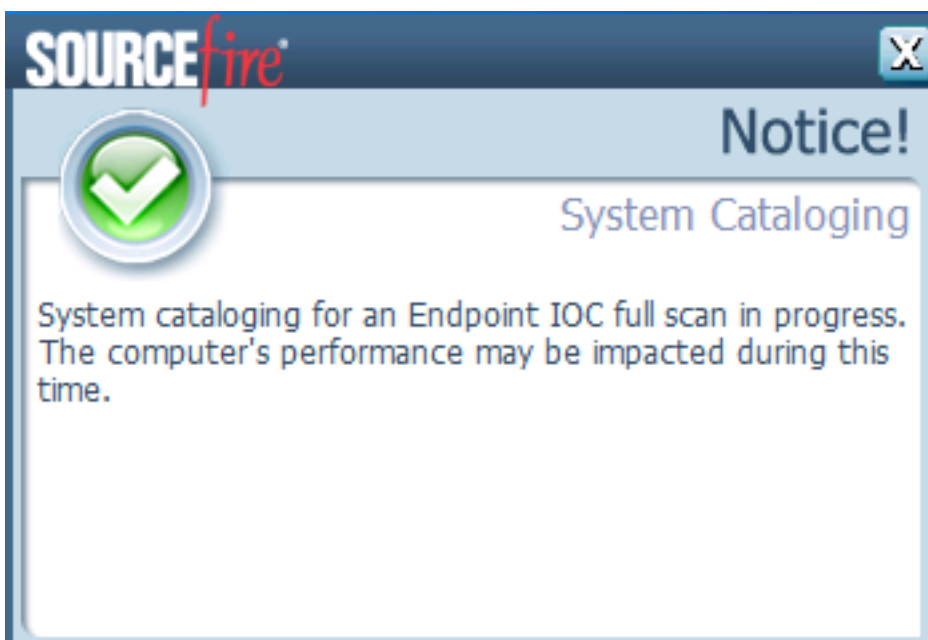 SOURCEfire®
X
Notice!
System Cataloging
System cataloging for an Endpoint IOC full scan in progress.
The computer's performance may be impacted during this
time.